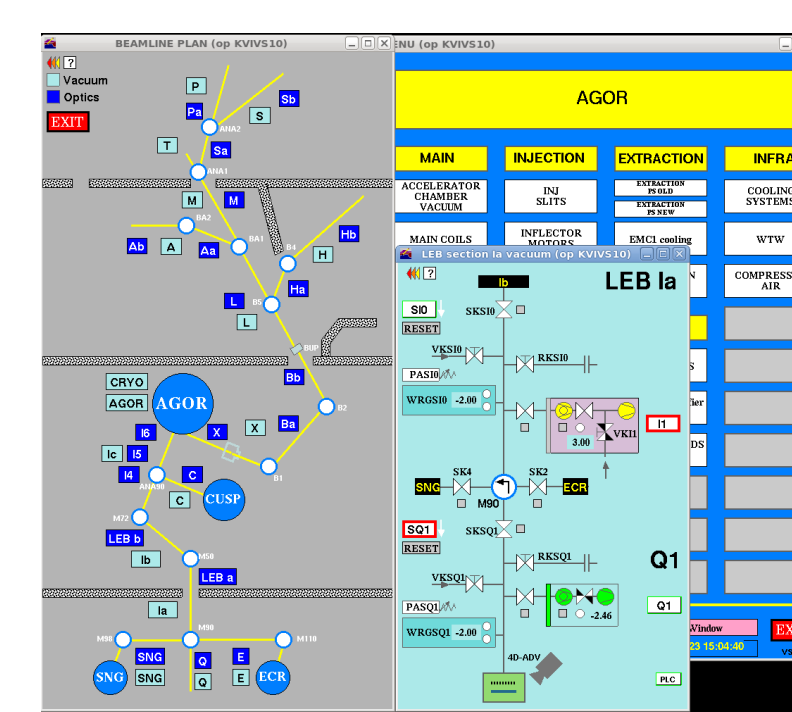 BEAMLINE PLAN (op KVIVS10)
?
Vacuum
Optics
EXIT
P
Pa
Sb
S
ANA2
T
Sa
ANA1
M
M
BA2
Ab
A
Aa
BA1
B4
Hb
H
Ha
L
B5
L
BUP
Bb
CRYO
AGOR
AGOR
B2
Ba
X
X
I6
Ic
I5
I4
ANA90
C
C
CUSP
B1
M72
LEB b
Ib
M50
LEB a
Ia
M90
M90
M110
SNG
SNG
SNG
Q
Q
E
E
ECR
ENU (op KVIVS10)
AGOR
MAIN
INJECTION
EXTRACTION
INFRA
ACCELERATOR
CHAMBER
VACUUM
INJ
SLITS
EXTRACTION
PS OLD
EXTRACTION
PS NEW
COOLING
SYSTEMS
MAIN COILS
INFLECTOR
MOTORS
EMC1 cooling
WTW
N
COMPRESS
AIR
S
fier
DS
Window
23 15:04:40
EX
VS
LEB section Ia vacuum (op KVIVS10)
?
Ib
LEB Ia
SI0
SKSI0
RESET
VKSI0
RKSI0
PASI0
WRGSI0
-2.00
3.00
VKI1
I1
SK4
SK2
SNG
ECR
M90
SQ1
SKSQ1
RESET
RKSQ1
Q1
VKSQ1
PASQ1
-2.46
Q1
WRGSQ1
-2.00
4D-ADV
PLC